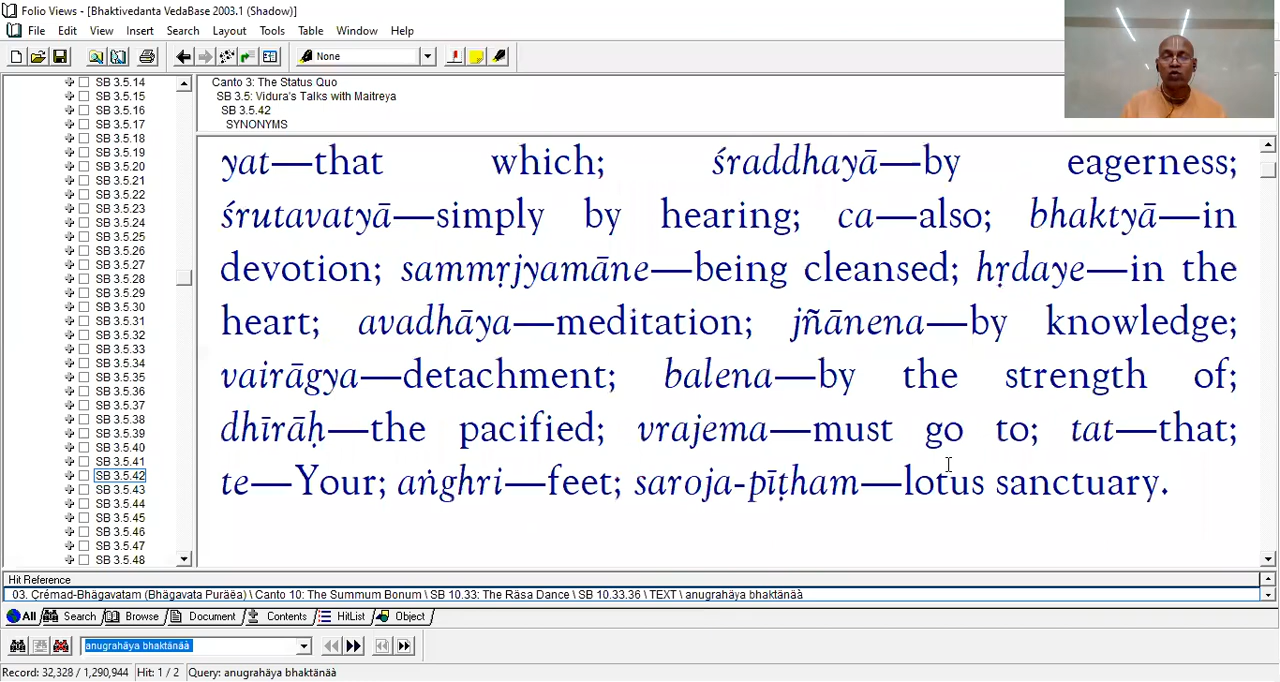 Folio Views - [Bhaktivedanta VedaBase 2003.1 (Shadow)]
File Edit View Insert Search Layout Tools Table Window Help
None
SB 3.5.14
SB 3.5.15
SB 3.5.16
SB 3.5.17
SB 3.5.18
SB 3.5.19
SB 3.5.20
SB 3.5.21
SB 3.5.22
SB 3.5.23
SB 3.5.24
SB 3.5.25
SB 3.5.26
SB 3.5.27
SB 3.5.28
SB 3.5.29
SB 3.5.30
SB 3.5.31
SB 3.5.32
SB 3.5.33
SB 3.5.34
SB 3.5.35
SB 3.5.36
SB 3.5.37
SB 3.5.38
SB 3.5.39
SB 3.5.40
SB 3.5.41
SB 3.5.42
SB 3.5.43
SB 3.5.44
SB 3.5.45
SB 3.5.46
SB 3.5.47
SB 3.5.48
Canto 3: The Status Quo
SB 3.5: Vidura's Talks with Maitreya
SB 3.5.42
SYNONYMS
yat—that which; śraddhayā—by eagerness;
śrutavatyā—simply by hearing; ca—also; bhaktyā—in
devotion; sammṛjyamāne—being cleansed; hṛdaye—in the
heart; avadhāya—meditation; jñānena—by knowledge;
vairāgya—detachment; balena—by the strength of;
dhīrāḥ—the pacified; vrajema—must go to; tat—that;
te—Your; aṅghri—feet; saroja-pīṭham—lotus sanctuary.
Hit Reference
03. Çrémad-Bhägavatam (Bhägavata Puräëa) \ Canto 10: The Summum Bonum \ SB 10.33: The Räsa Dance \ SB 10.33.36 \ TEXT \ anugrahäya bhaktänäà
All Search Browse Document Contents HitList Object
anugrahäya bhaktänäà
Record: 32,328 / 1,290,944 Hit: 1 / 2 Query: anugrahäya bhaktänäà